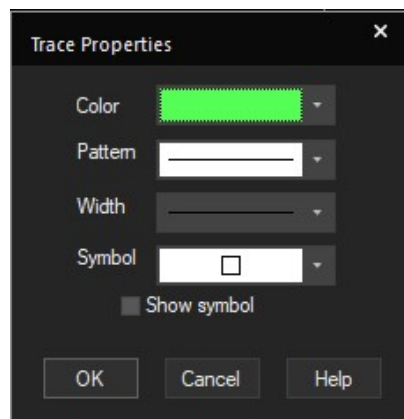 Trace Properties
Color
Pattern
Width
Symbol
Show symbol
OK Cancel Help